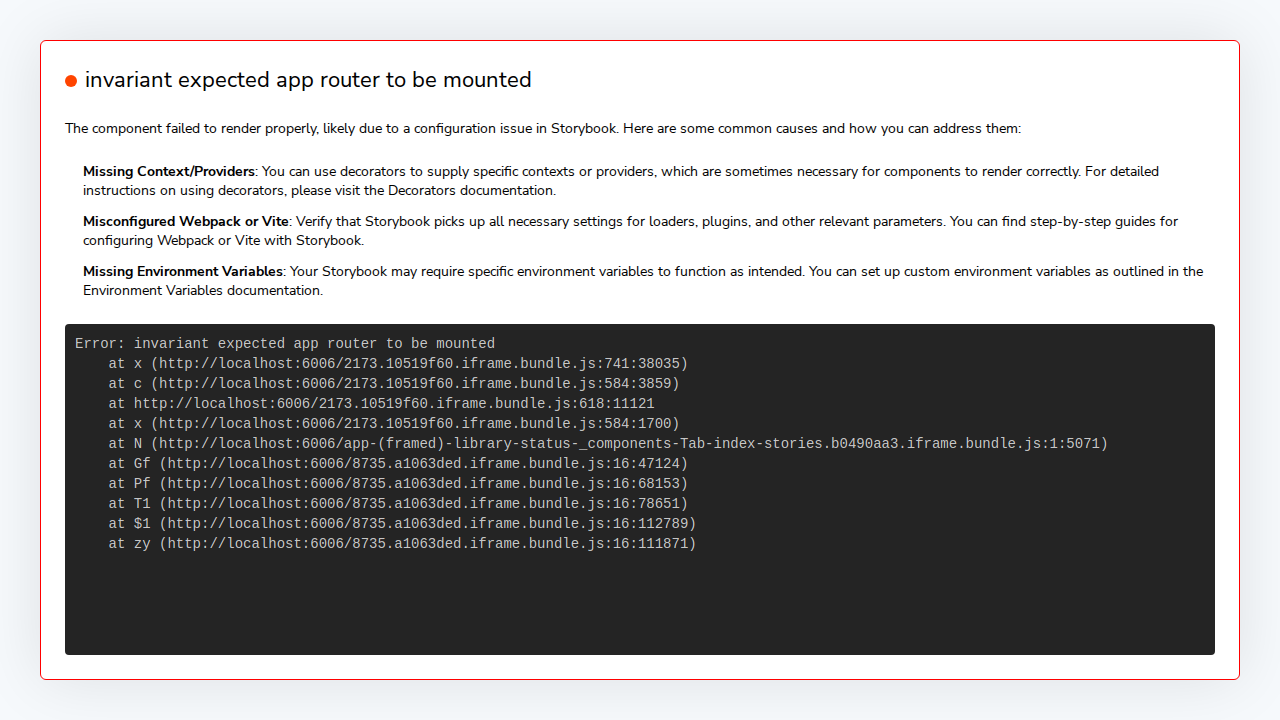 invariant expected app router to be mounted
The component failed to render properly, likely due to a configuration issue in Storybook. Here are some common causes and how you can address them:
Missing Context/Providers: You can use decorators to supply specific contexts or providers, which are sometimes necessary for components to render correctly. For detailed
instructions on using decorators, please visit the Decorators documentation.
Misconfigured Webpack or Vite: Verify that Storybook picks up all necessary settings for loaders, plugins, and other relevant parameters. You can find step-by-step guides for
configuring Webpack or Vite with Storybook.
Missing Environment Variables: Your Storybook may require specific environment variables to function as intended. You can set up custom environment variables as outlined in the
Environment Variables documentation.
Error: invariant expected app router to be mounted
at x (http://localhost:6006/2173.10519f60.iframe.bundle.js:741:38035)
at c (http://localhost:6006/2173.10519f60.iframe.bundle.js:584:3859)
at http://localhost:6006/2173.10519f60.iframe.bundle.js:618:11121
at x (http://localhost:6006/2173.10519f60.iframe.bundle.js:584:1700)
at N (http://localhost:6006/app-(framed)-library-status-_components-Tab-index-stories.b0490aa3.iframe.bundle.js:1:5071)
at Gf (http://localhost:6006/8735.a1063ded.iframe.bundle.js:16:47124)
at Pf (http://localhost:6006/8735.a1063ded.iframe.bundle.js:16:68153)
at T1 (http://localhost:6006/8735.a1063ded.iframe.bundle.js:16:78651)
at $1 (http://localhost:6006/8735.a1063ded.iframe.bundle.js:16:112789)
at zy (http://localhost:6006/8735.a1063ded.iframe.bundle.js:16:111871)